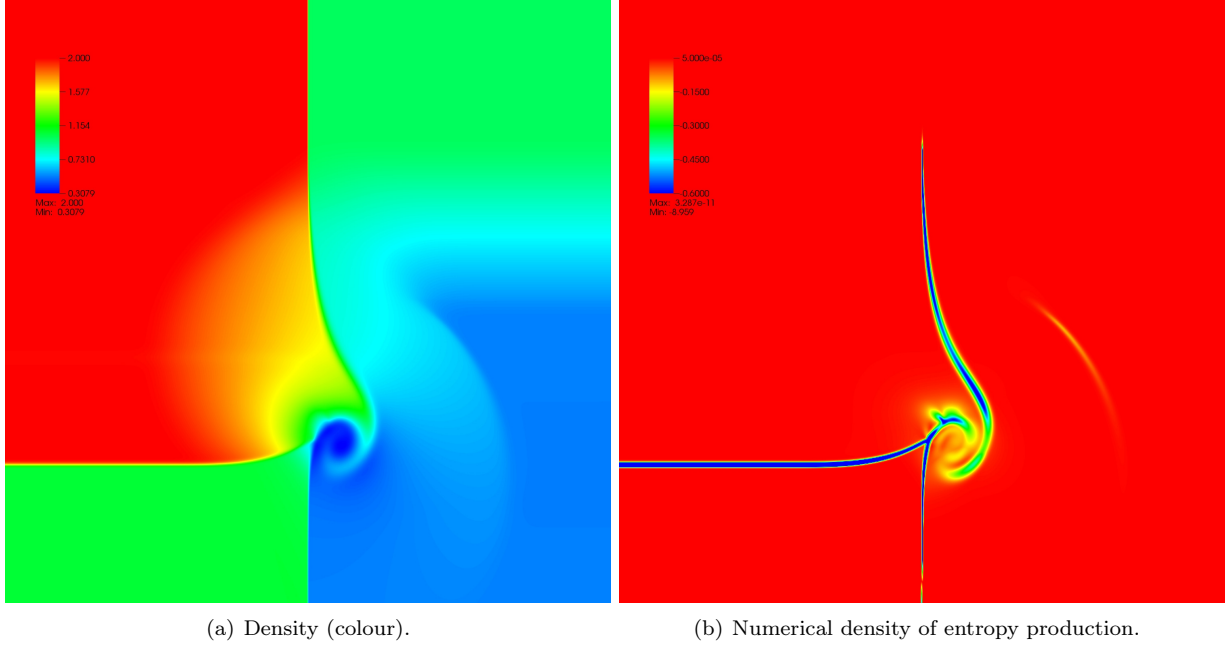 2.000
1.577
1.154
0.7310
0.3079
Max: 2.000
Min: 0.3079
-5.000e-05
-0.1500
-0.3000
-0.4500
-0.6000
Max: 3.287e-11
Min: -8.959
(a) Density (colour).
(b) Numerical density of entropy production.